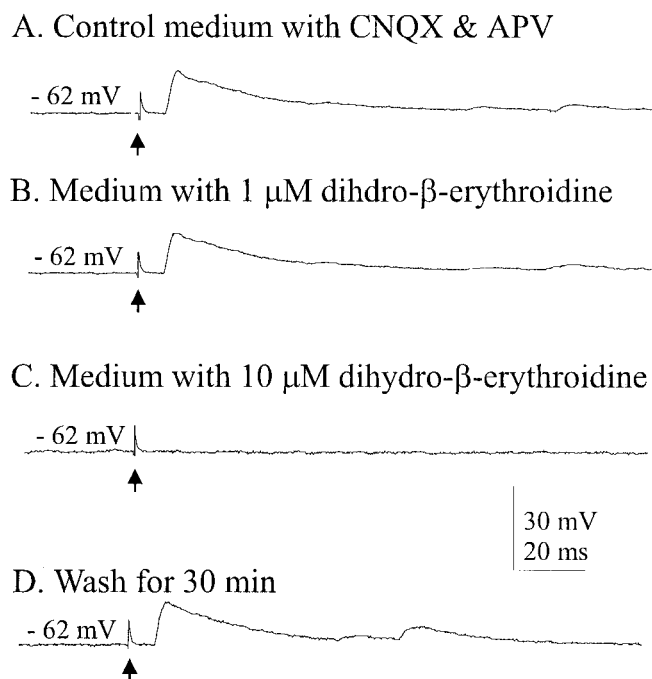 A. Control medium with CNQX & APV
- 62 mV
B. Medium with 1 μM dihdro-β-erythroidine
- 62 mV
C. Medium with 10 μM dihydro-β-erythroidine
- 62 mV
30 mV
20 ms
D. Wash for 30 min
- 62 mV